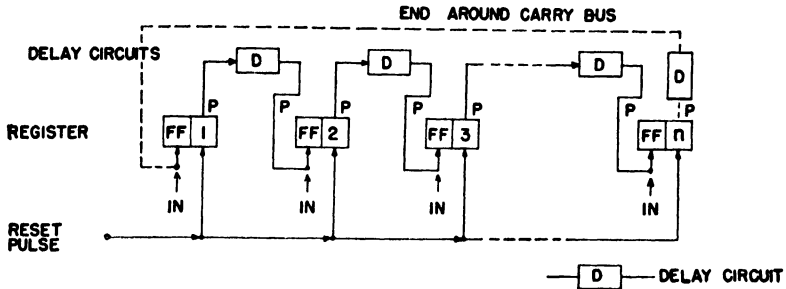 END AROUND CARRY BUS
DELAY CIRCUITS
D D D D
P P P P P P P
REGISTER
FF 1 FF 2 FF 3 FF n
IN IN IN IN
RESET
PULSE
D DELAY CIRCUIT